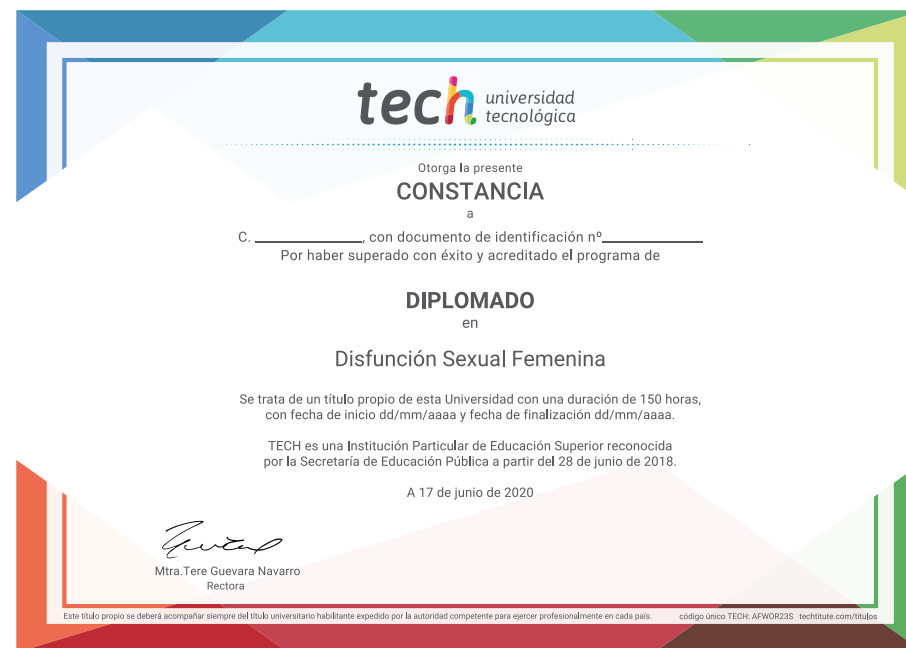 tech universidad
tecnológica
Otorga la presente
CONSTANCIA
a
C. ____________, con documento de identificación nº____________
Por haber superado con éxito y acreditado el programa de
DIPLOMADO
en
Disfunción Sexual Femenina
Se trata de un título propio de esta Universidad con una duración de 150 horas,
con fecha de inicio dd/mm/aaaa y fecha de finalización dd/mm/aaaa.
TECH es una Institución Particular de Educación Superior reconocida
por la Secretaría de Educación Pública a partir del 28 de junio de 2018.
A 17 de junio de 2020
Mtra.Tere Guevara Navarro
Rectora
Este título propio se deberá acompañar siempre del título universitario habilitante expedido por la autoridad competente para ejercer profesionalmente en cada país. código único TECH: AFWOR23S techtitute.com/titulos